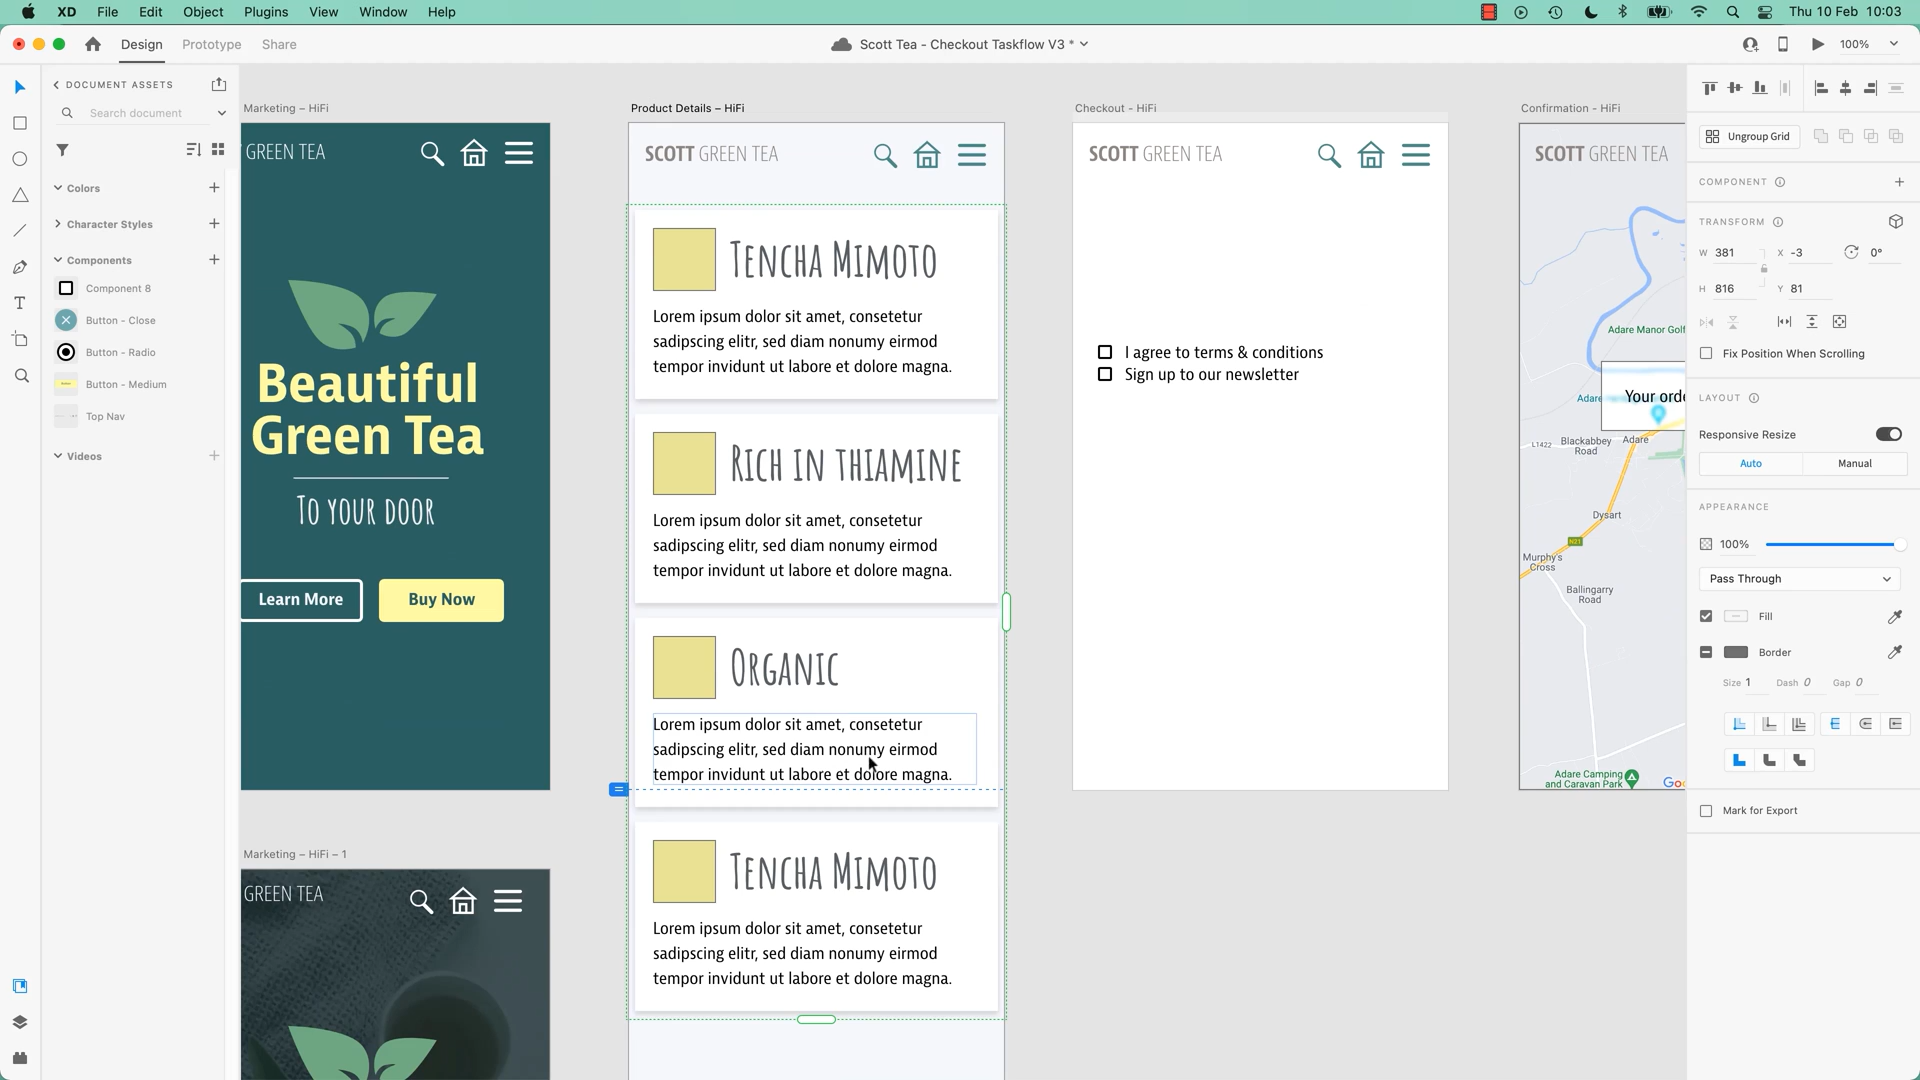 XD File Edit Object Plugins View Window Help
Thu 10 Feb 10:03
Design Prototype Share
Scott Tea - Checkout Taskflow V3 *
100%
DOCUMENT ASSETS
Search document
Colors
Character Styles
Components
Component 8
Button - Close
Button - Radio
Button - Medium
Top Nav
Videos
Marketing – HiFi
GREEN TEA
Beautiful
Green Tea
To your door
Learn More
Buy Now
Marketing – HiFi – 1
GREEN TEA
Product Details – HiFi
SCOTT GREEN TEA
Tencha Mimoto
Lorem ipsum dolor sit amet, consetetur
sadipscing elitr, sed diam nonumy eirmod
tempor invidunt ut labore et dolore magna.
Rich in thiamine
Lorem ipsum dolor sit amet, consetetur
sadipscing elitr, sed diam nonumy eirmod
tempor invidunt ut labore et dolore magna.
Organic
Lorem ipsum dolor sit amet, consetetur
sadipscing elitr, sed diam nonumy eirmod
tempor invidunt ut labore et dolore magna.
Tencha Mimoto
Lorem ipsum dolor sit amet, consetetur
sadipscing elitr, sed diam nonumy eirmod
tempor invidunt ut labore et dolore magna.
Checkout - HiFi
SCOTT GREEN TEA
I agree to terms & conditions
Sign up to our newsletter
Confirmation - HiFi
SCOTT GREEN TEA
Adare Manor Golf
Your orde
Adare
L1422
Blackabbey
Road
Adare
Dysart
N21
Murphy's
Cross
Ballingarry
Road
Adare Camping
and Caravan Park
Goo
Ungroup Grid
COMPONENT
TRANSFORM
W 381 X -3 0°
H 816 Y 81
Fix Position When Scrolling
LAYOUT
Responsive Resize
Auto Manual
APPEARANCE
100%
Pass Through
Fill
Border
Size 1 Dash 0 Gap 0
Mark for Export